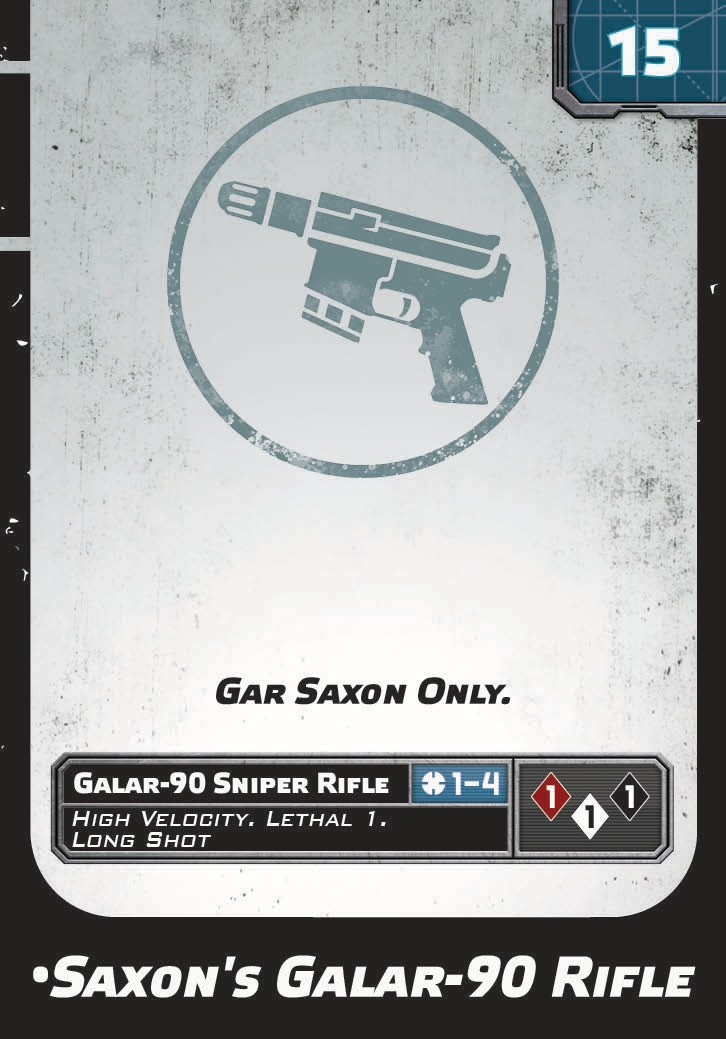 15
Gar Saxon Only.
Galar-90 Sniper Rifle 1–4
High Velocity. Lethal 1.
Long Shot
1 1 1
•Saxon's Galar-90 Rifle